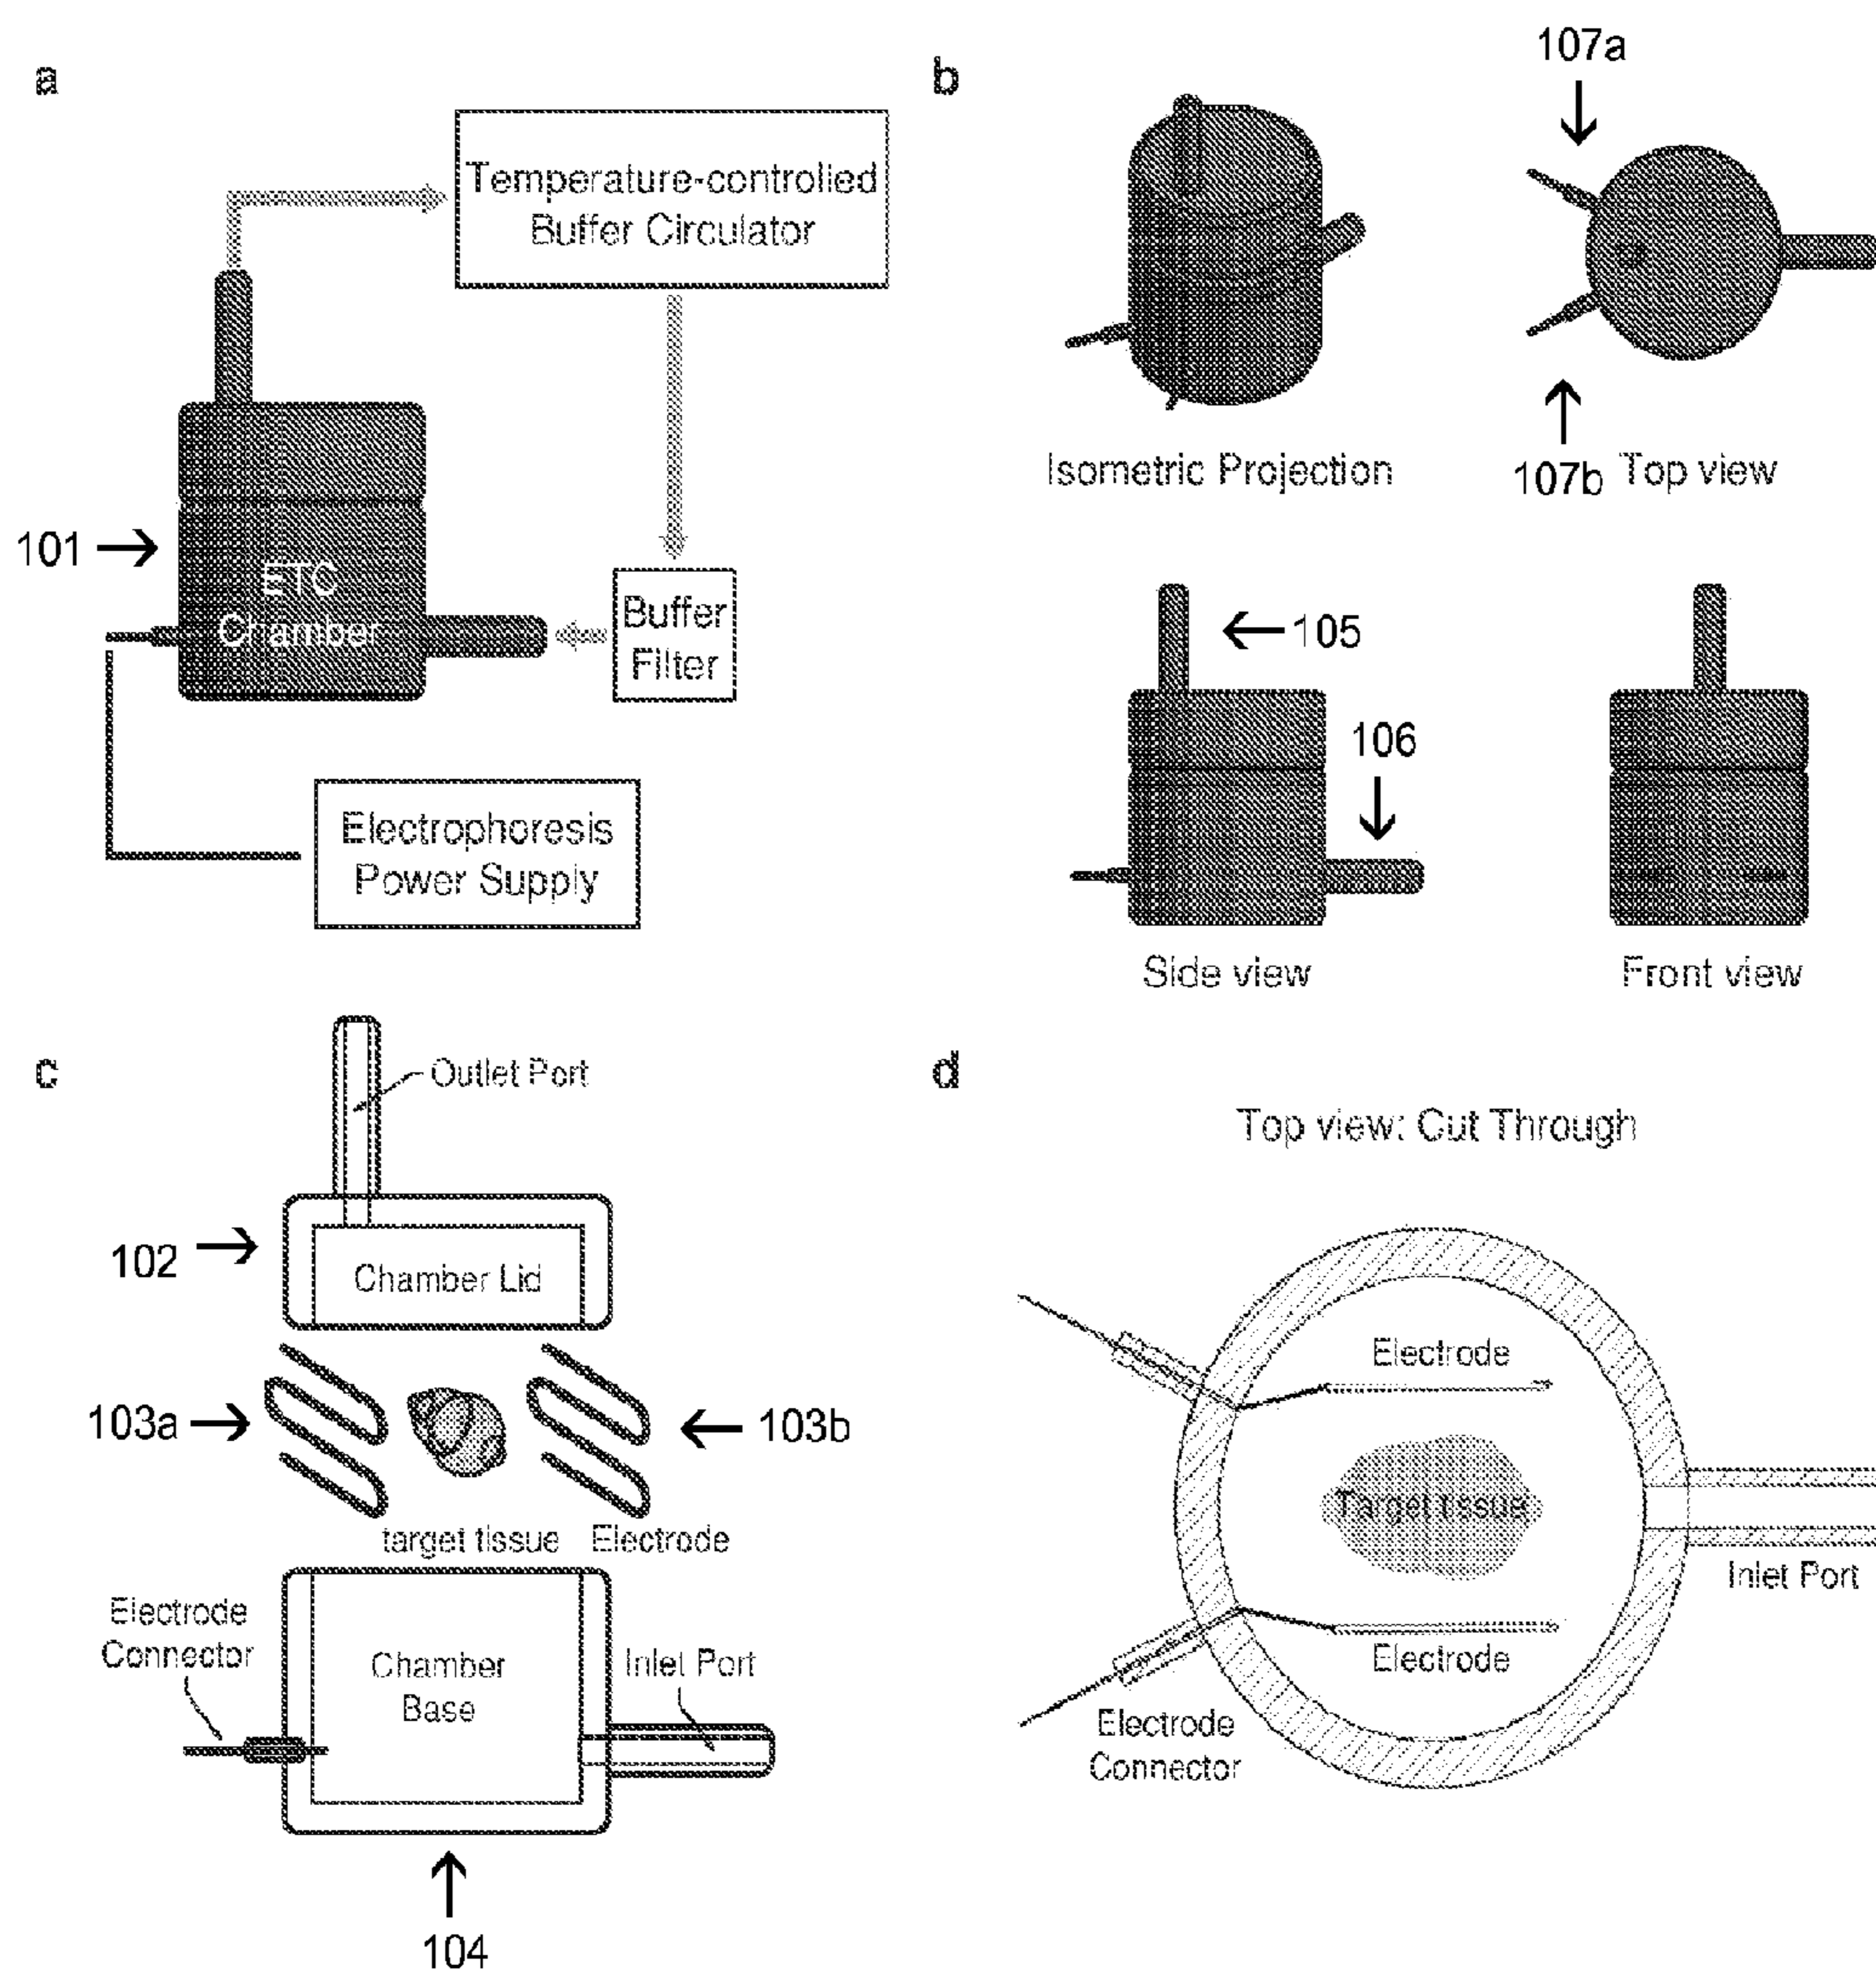 a
Temperature-controlled
Buffer Circulator
101
ETC
Chamber
Buffer
Filter
Electrophoresis
Power Supply
b
107a
Isometric Projection
107b
Top view
105
106
Side view
Front view
c
Outlet Port
102
Chamber Lid
103a
103b
target tissue
Electrode
Electrode
Connector
Chamber
Base
Inlet Port
104
d
Top view: Cut Through
Electrode
Target tissue
Inlet Port
Electrode
Electrode
Connector